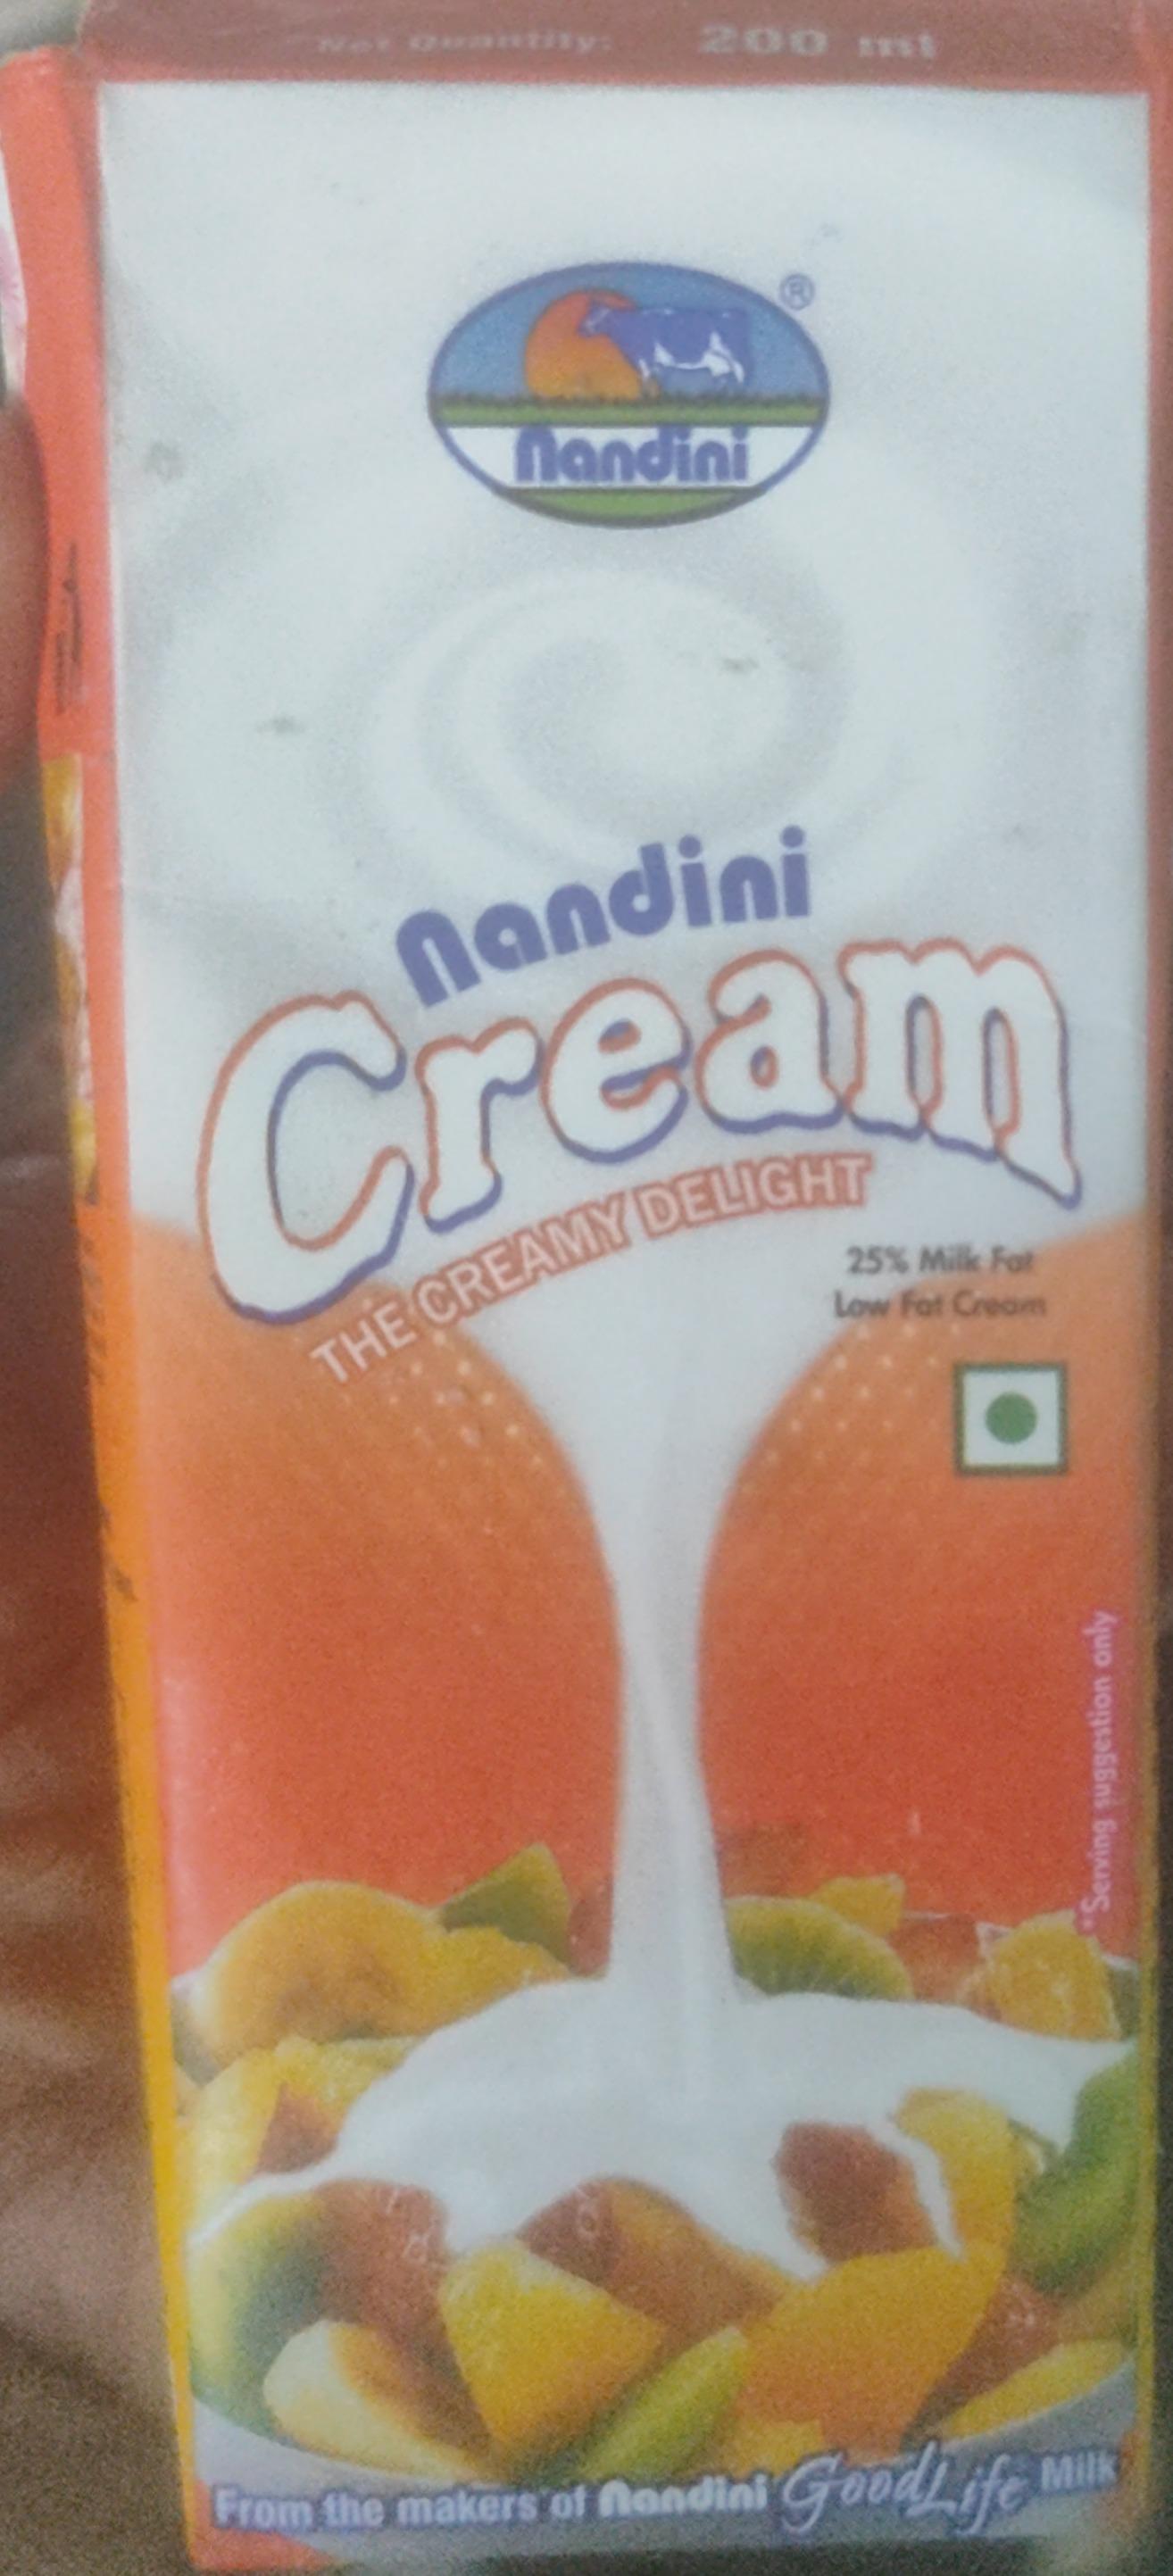 Net Quantity: 200 ml
®
Nandini
Nandini
Cream
THE CREAMY DELIGHT
25% Milk Fat
Low Fat Cream
*Serving suggestion only
From the makers of Nandini GoodLife Milk